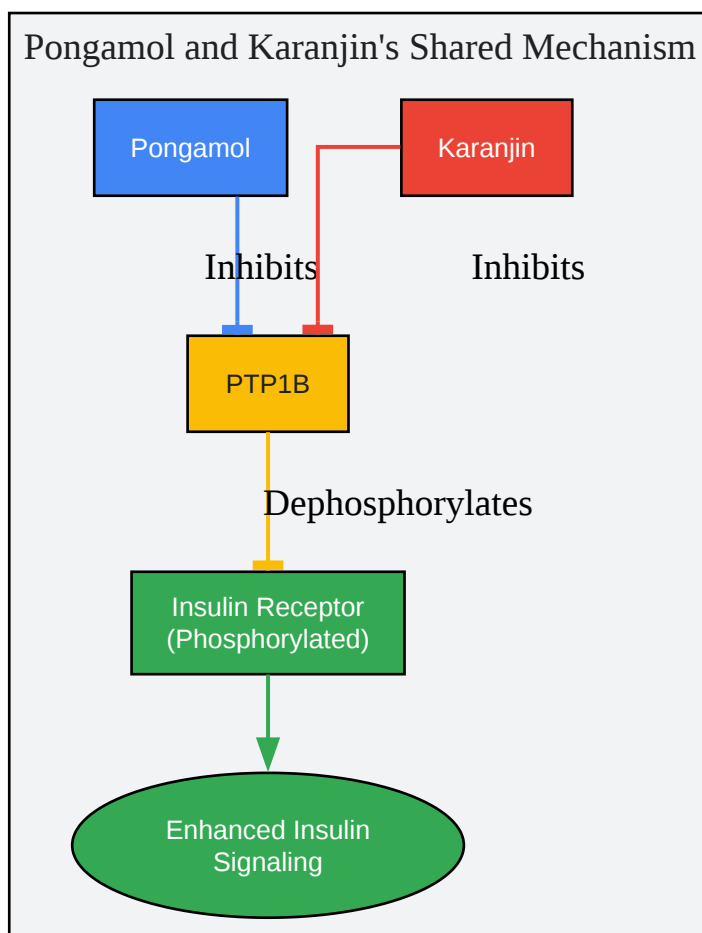 Pongamol and Karanjin's Shared Mechanism
Pongamol
Karanjin
Inhibits
Inhibits
PTP1B
Dephosphorylates
Insulin Receptor
(Phosphorylated)
Enhanced Insulin
Signaling